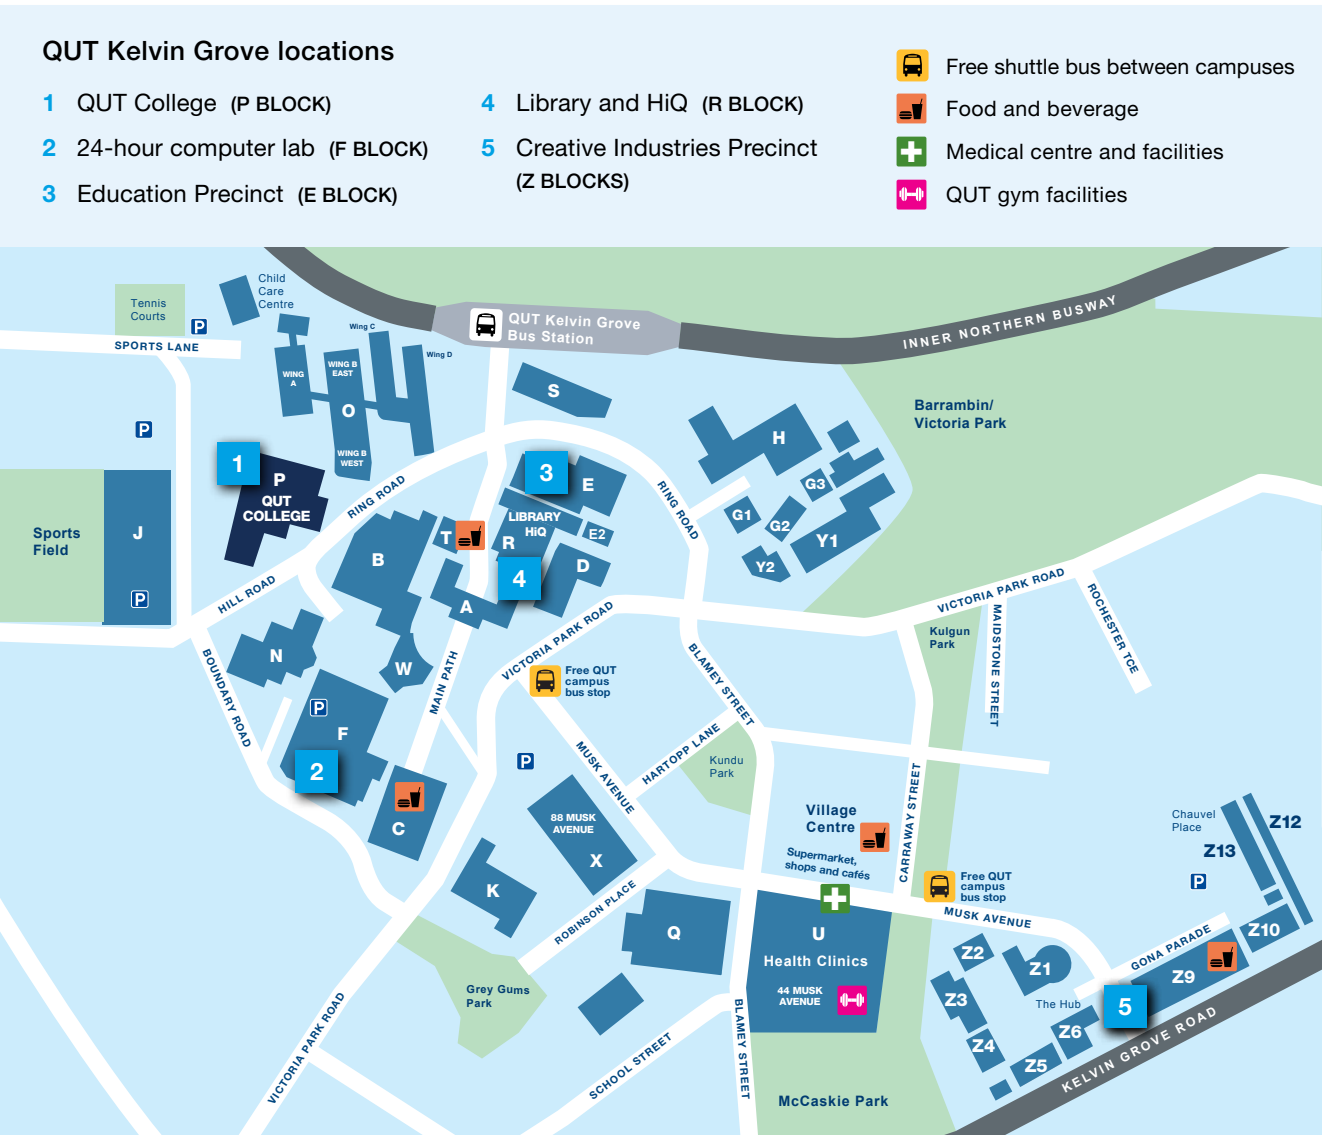 QUT Kelvin Grove locations
1 QUT College (P BLOCK)
2 24-hour computer lab (F BLOCK)
3 Education Precinct (E BLOCK)
4 Library and HiQ (R BLOCK)
5 Creative Industries Precinct
(Z BLOCKS)
Free shuttle bus between campuses
Food and beverage
Medical centre and facilities
QUT gym facilities
Child
Care
Centre
Tennis
Courts
P
SPORTS LANE
Wing C
Wing D
WING
A
WING B
EAST
O
WING B
WEST
QUT Kelvin Grove
Bus Station
INNER NORTHERN BUSWAY
S
Barrambin/
Victoria Park
H
G3
G1
G2
Y1
Y2
P
1
P
QUT
COLLEGE
RING ROAD
3
E
RING ROAD
LIBRARY
HiQ
R
E2
T
4
D
Sports
Field
J
P
B
A
HILL ROAD
VICTORIA PARK ROAD
VICTORIA PARK ROAD
ROCHESTER TCE
MAIDSTONE STREET
Kulgun
Park
N
W
MAIN PATH
BOUNDARY ROAD
P
F
2
C
Free QUT
campus
bus stop
BLAMEY STREET
MUSK AVENUE
HARTOPP LANE
Kundu
Park
P
88 MUSK
AVENUE
X
K
ROBINSON PLACE
Q
Village
Centre
Supermarket,
shops and cafés
CARRAWAY STREET
Free QUT
campus
bus stop
MUSK AVENUE
U
Health Clinics
44 MUSK
AVENUE
Chauvel
Place
Z12
Z13
P
Z10
GONA PARADE
Z9
Z2
Z1
The Hub
5
Z3
Z6
Z4
Z5
KELVIN GROVE ROAD
Grey Gums
Park
VICTORIA PARK ROAD
SCHOOL STREET
BLAMEY STREET
McCaskie Park